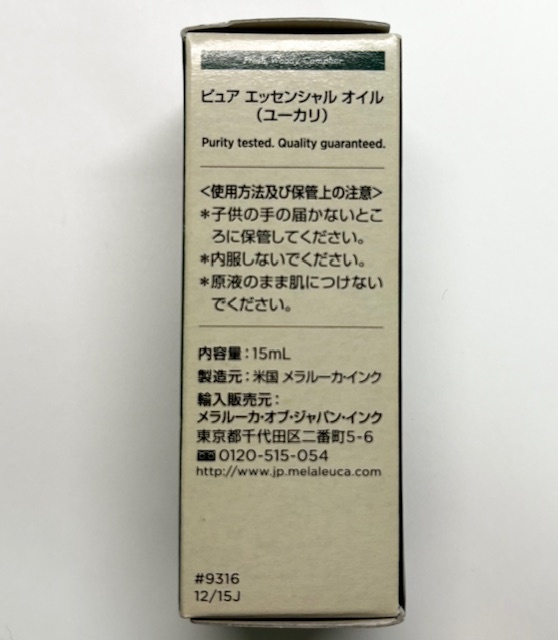 ピュア エッセンシャル オイル
（ユーカリ）
Purity tested. Quality guaranteed.
＜使用方法及び保管上の注意＞
＊子供の手の届かないとこ
ろに保管してください。
＊内服しないでください。
＊原液のまま肌につけない
でください。
内容量：15mL
製造元：米国 メラルーカ・インク
輸入販売元：
メラルーカ・オブ・ジャパン・インク
東京都千代田区二番町5-6
0120-515-054
http://www.jp.melaleuca.com
#9316
12/15J